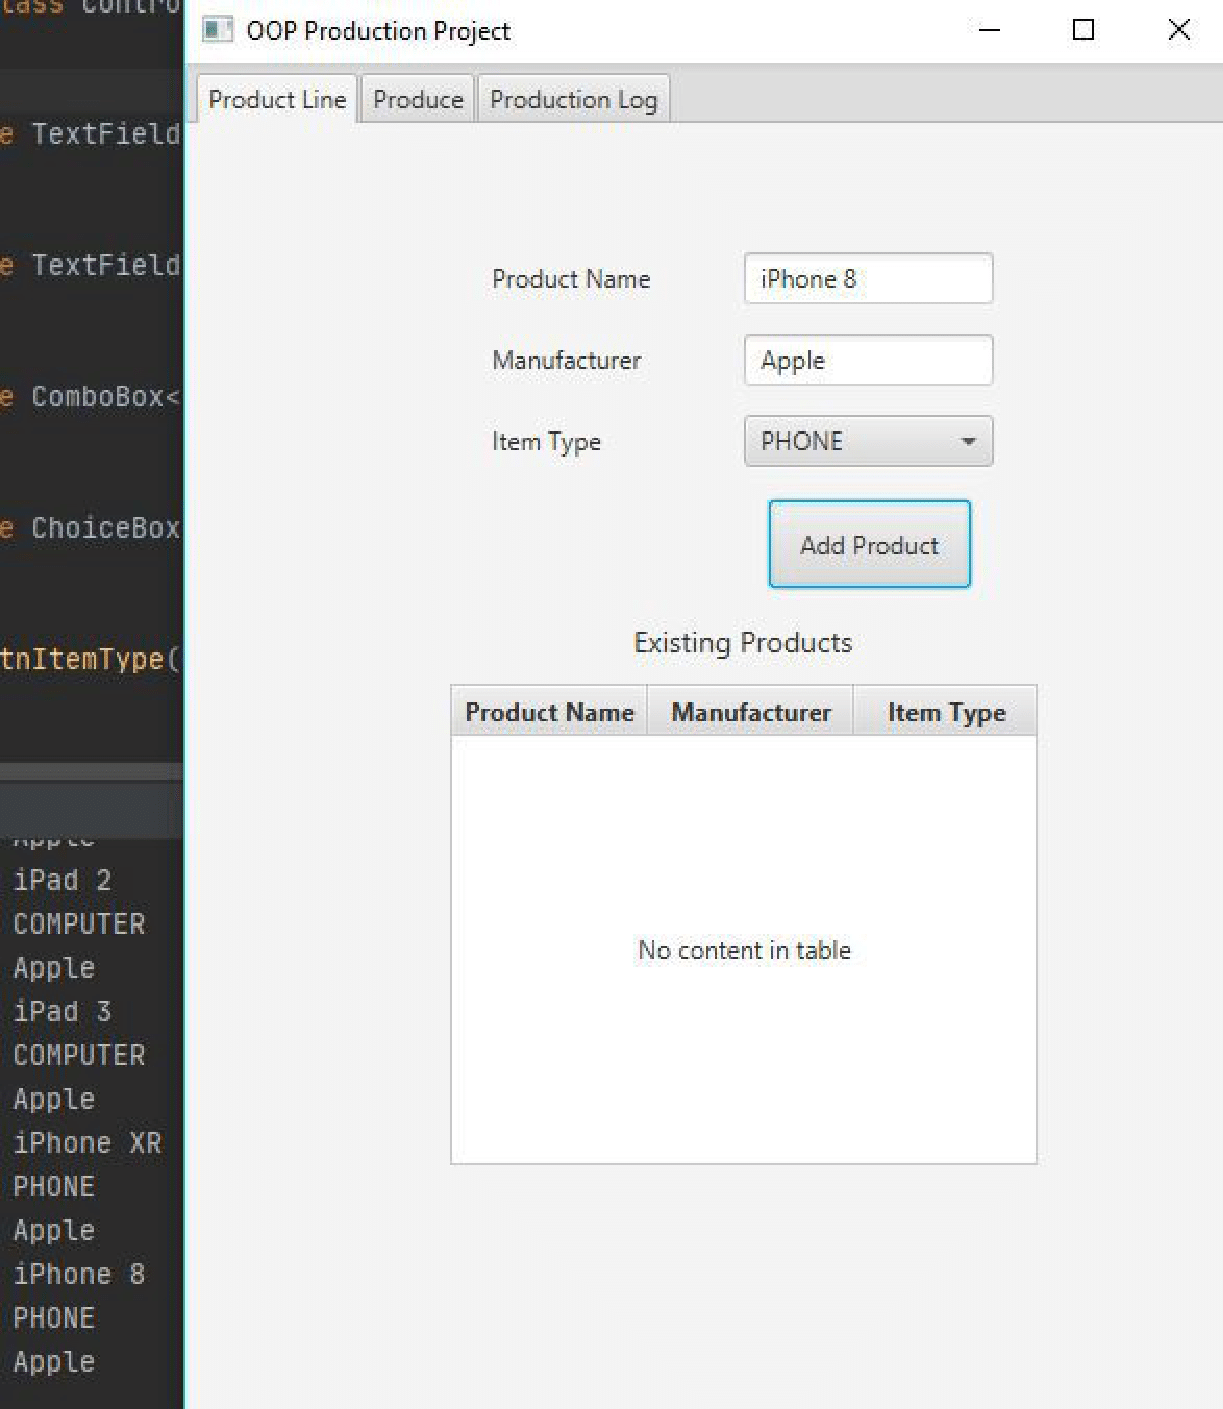 lass Contro
e TextField
e TextField
e ComboBox<
e ChoiceBox
tnItemType(
Apple
iPad 2
COMPUTER
Apple
iPad 3
COMPUTER
Apple
iPhone XR
PHONE
Apple
iPhone 8
PHONE
Apple
OOP Production Project
Product Line Produce Production Log
Product Name iPhone 8
Manufacturer Apple
Item Type PHONE
Add Product
Existing Products
Product Name Manufacturer Item Type
No content in table